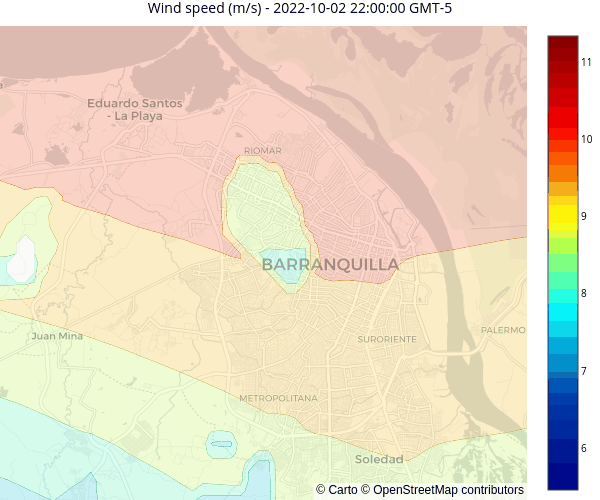 Wind speed (m/s) - 2022-10-02 22:00:00 GMT-5
11
Eduardo Santos
- La Playa
10
RIOMAR
9
BARRANQUILLA
8
PALERMO
Juan Mina
SURORIENTE
7
METROPOLITANA
Soledad
6
© Carto © OpenStreetMap contributors